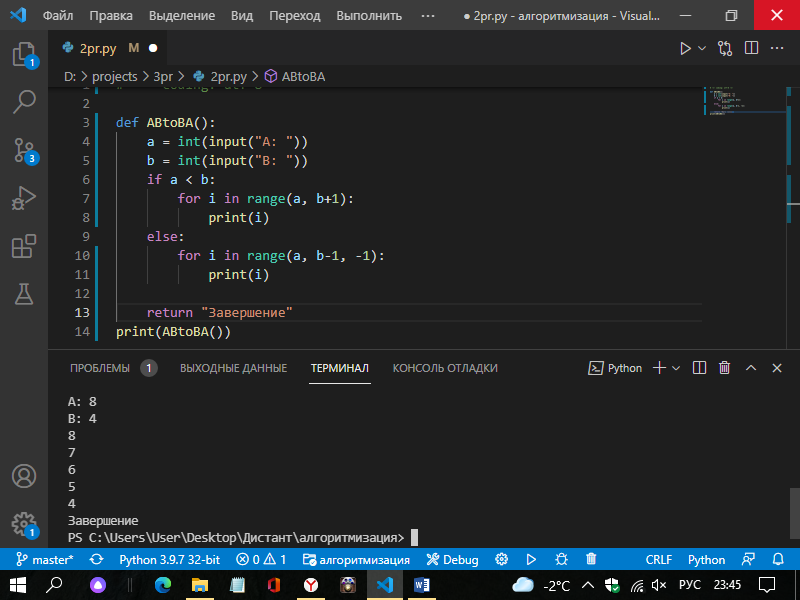 Файл Правка Выделение Вид Переход Выполнить ··· ● 2pr.py - алгоритмизация - Visual...
2pr.py M ●
D: > projects > 3pr > 2pr.py > ABtoBA
2
3 def ABtoBA():
4 a = int(input("A: "))
5 b = int(input("B: "))
6 if a < b:
7 for i in range(a, b+1):
8 print(i)
9 else:
10 for i in range(a, b-1, -1):
11 print(i)
12
13 return "Завершение"
14 print(ABtoBA())
ПРОБЛЕМЫ 1 ВЫХОДНЫЕ ДАННЫЕ ТЕРМИНАЛ КОНСОЛЬ ОТЛАДКИ Python
A: 8
B: 4
8
7
6
5
4
Завершение
PS C:\Users\User\Desktop\Дистант\алгоритмизация>
1
3
1
master* Python 3.9.7 32-bit 0 1 алгоритмизация Debug CRLF Python
-2°C РУС 23:45